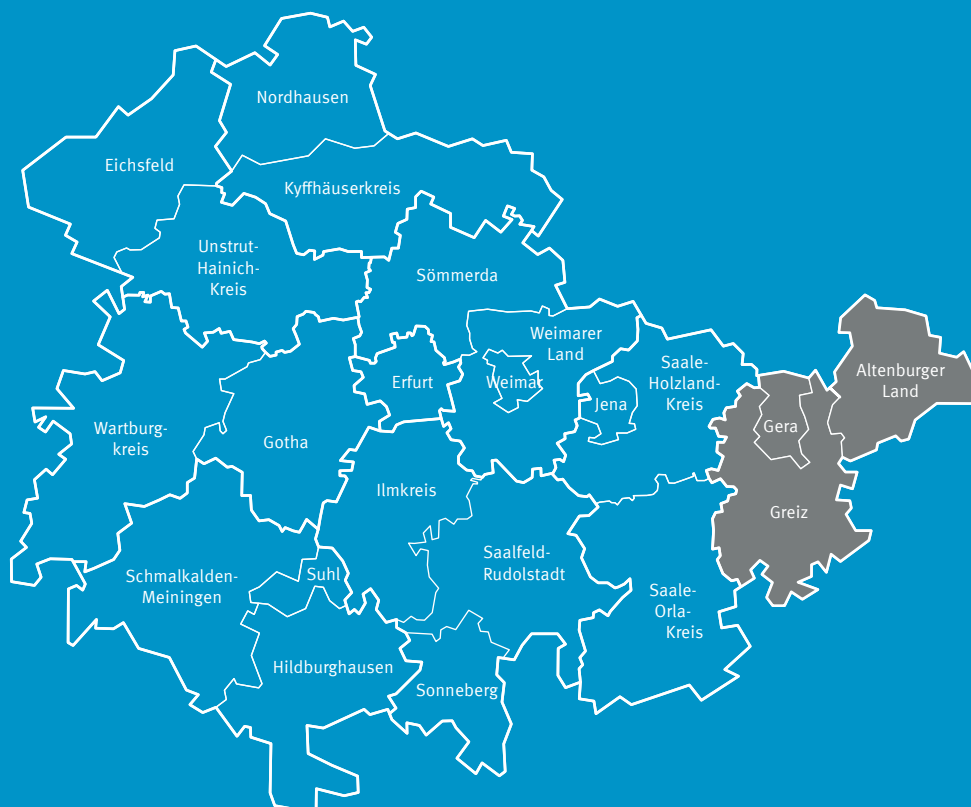 Nordhausen
Eichsfeld
Kyffhäuserkreis
Unstrut-
Hainich-
Kreis
Sömmerda
Weimarer
Land
Saale-
Holzland-
Kreis
Altenburger
Land
Erfurt
Weimar
Jena
Gera
Wartburg-
kreis
Gotha
Ilmkreis
Greiz
Saalfeld-
Rudolstadt
Suhl
Schmalkalden-
Meiningen
Saale-
Orla-
Kreis
Hildburghausen
Sonneberg